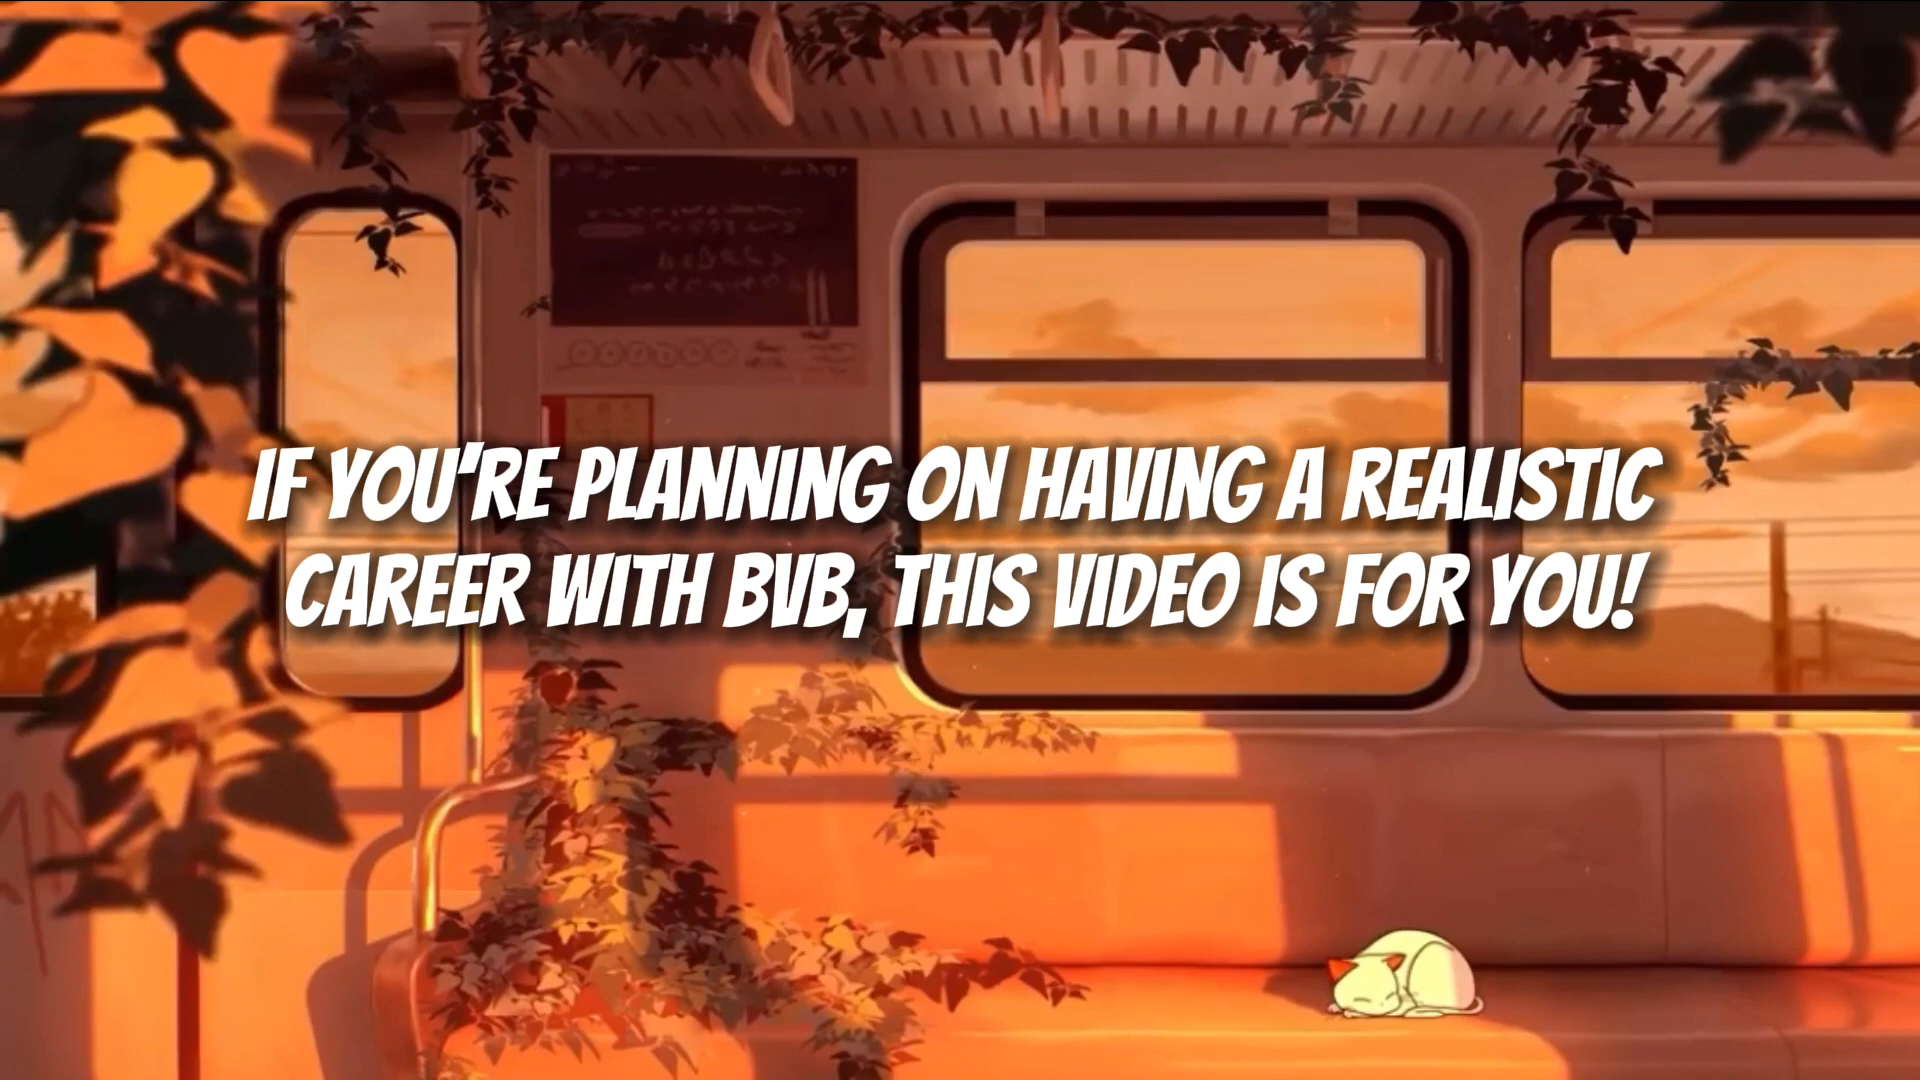 IF YOU'RE PLANNING ON HAVING A REALISTIC
CAREER WITH BVB, THIS VIDEO IS FOR YOU!